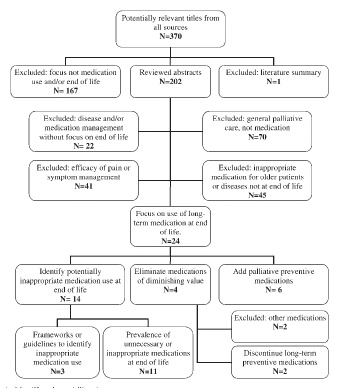 Potentially relevant titles from
all sources
N=370
Excluded: focus not medication
use and/or end of life
N= 167
Reviewed abstracts
N=202
Excluded: literature summary
N=1
Excluded: disease and/or
medication management
without focus on end of life
N= 22
Excluded: general palliative
care, not medication
N=70
Excluded: efficacy of pain or
symptom management
N=41
Excluded: inappropriate
medication for older patients
or diseases not at end of life
N=45
Focus on use of long-
term medication at end
of life.
N=24
Identify potentially
inappropriate medication use at
end of life
N= 14
Eliminate medications
of diminishing value
N=4
Add palliative preventive
medications
N= 6
Excluded: other medications
N=2
Frameworks or
guidelines to identify
inappropriate
medication use
N=3
Prevalence of
unnecessary or
inappropriate medications
at end of life
N=11
Discontinue long-term
preventive medications
N=2